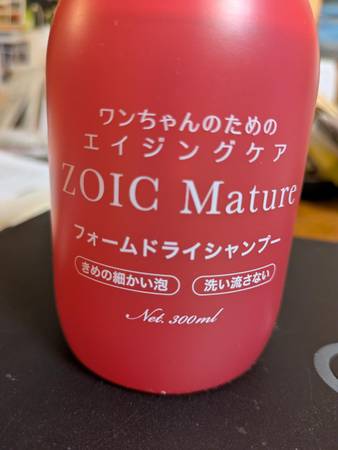 ワンちゃんのための
エイジングケア
ZOIC Mature
フォームドライシャンプー
きめの細かい泡 洗い流さない
Net. 300ml